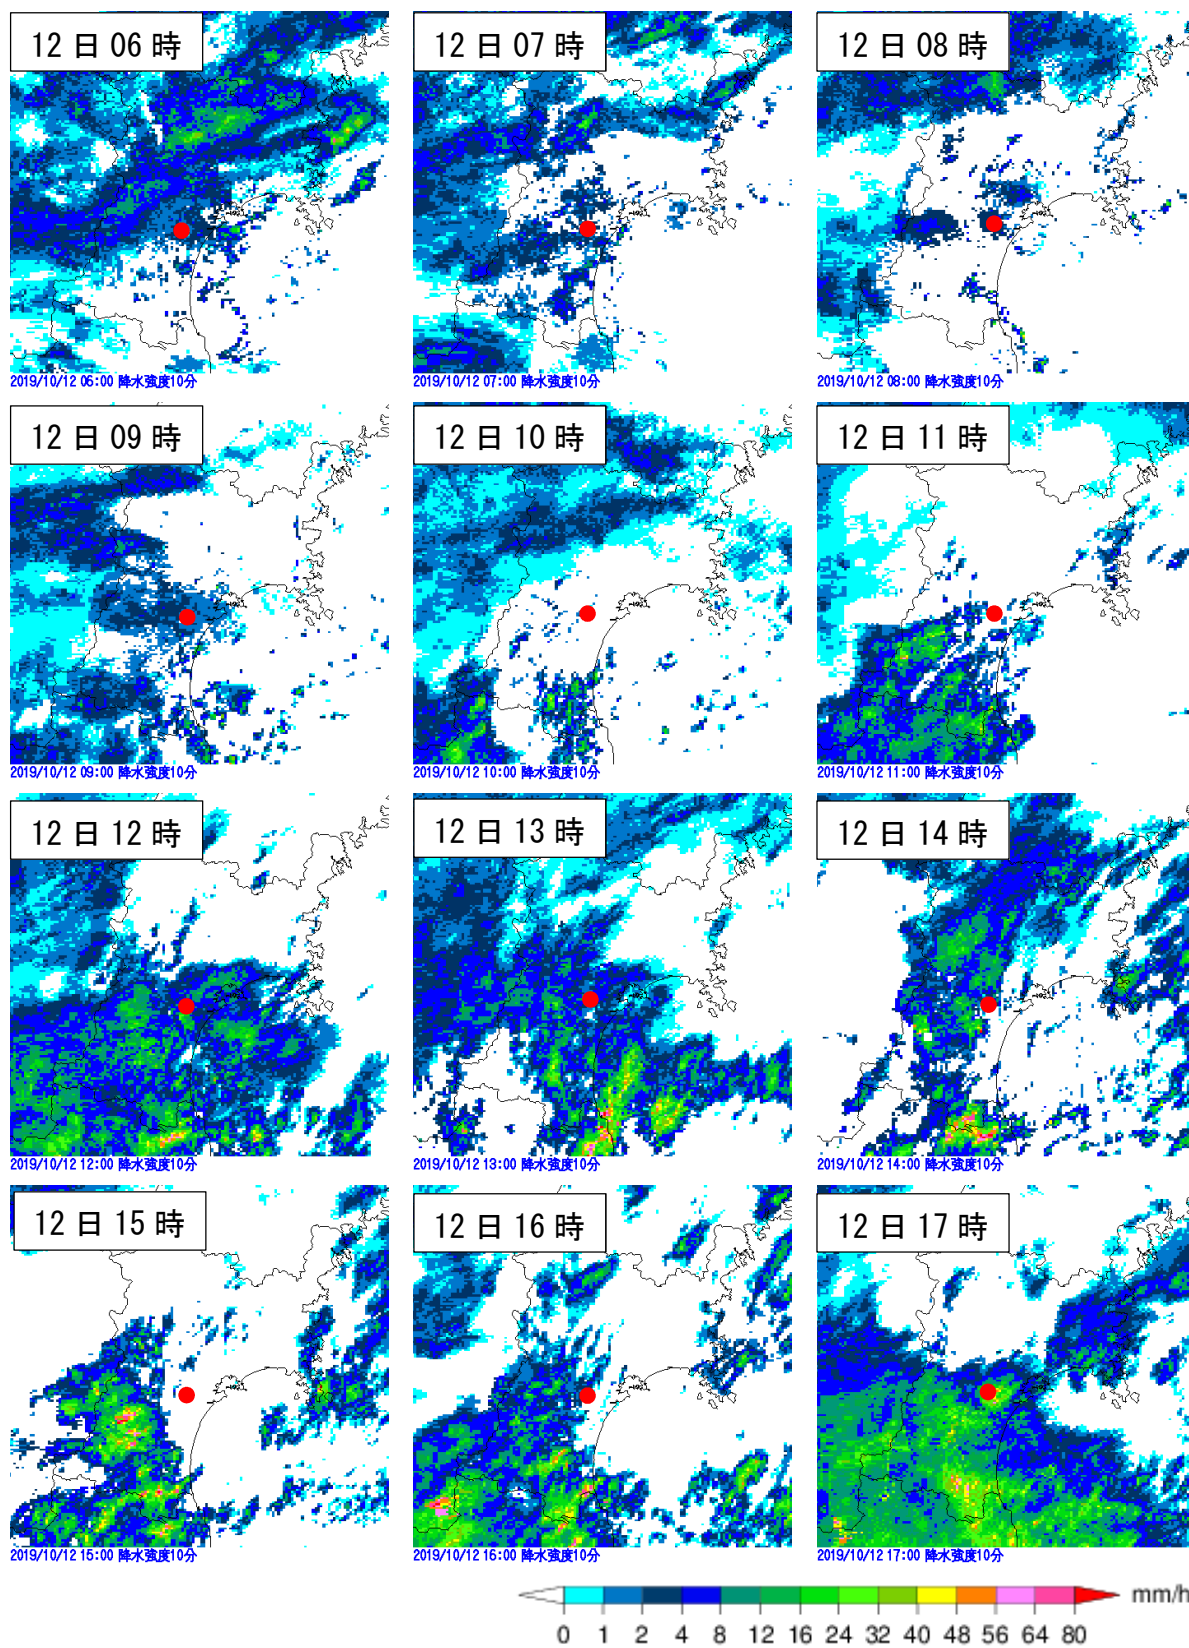 12 日 06 時
12 日 07 時
12 日 08 時
2019/10/12 06:00 降水強度10分
2019/10/12 07:00 降水強度10分
2019/10/12 08:00 降水強度10分
12 日 09 時
12 日 10 時
12 日 11 時
2019/10/12 09:00 降水強度10分
2019/10/12 10:00 降水強度10分
2019/10/12 11:00 降水強度10分
12 日 12 時
12 日 13 時
12 日 14 時
2019/10/12 12:00 降水強度10分
2019/10/12 13:00 降水強度10分
2019/10/12 14:00 降水強度10分
12 日 15 時
12 日 16 時
12 日 17 時
2019/10/12 15:00 降水強度10分
2019/10/12 16:00 降水強度10分
2019/10/12 17:00 降水強度10分
mm/h
0 1 2 4 8 12 16 24 32 40 48 56 64 80